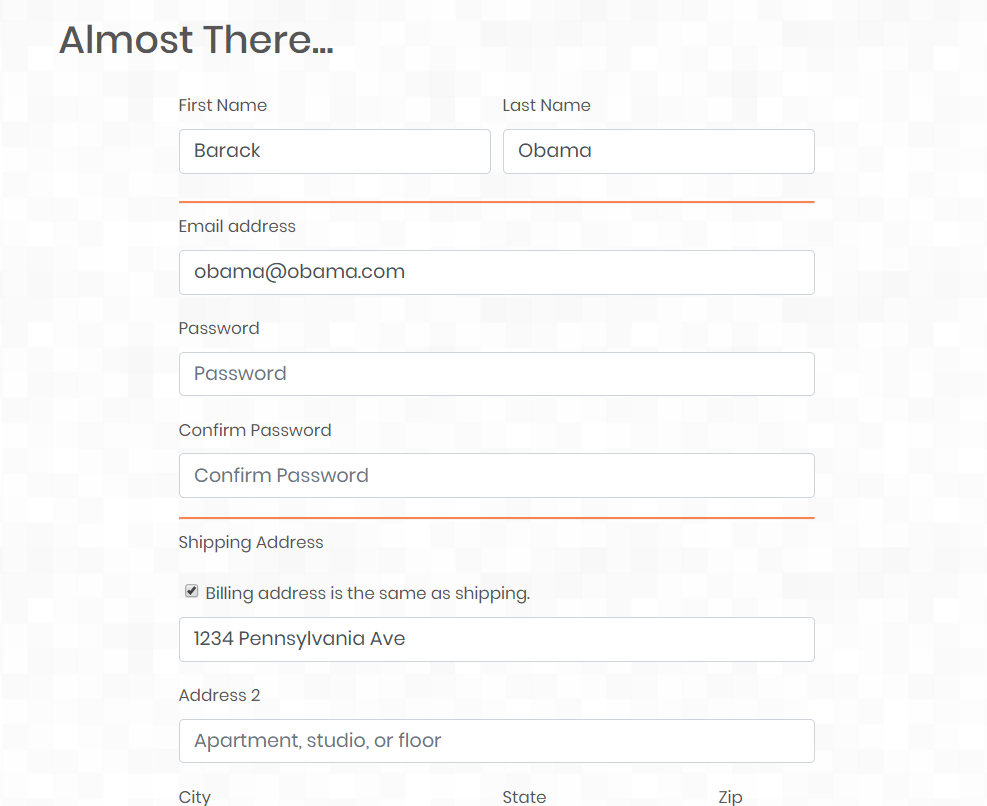 Almost There...
First Name Last Name
Barack Obama
Email address
obama@obama.com
Password
Password
Confirm Password
Confirm Password
Shipping Address
Billing address is the same as shipping.
1234 Pennsylvania Ave
Address 2
Apartment, studio, or floor
City State Zip